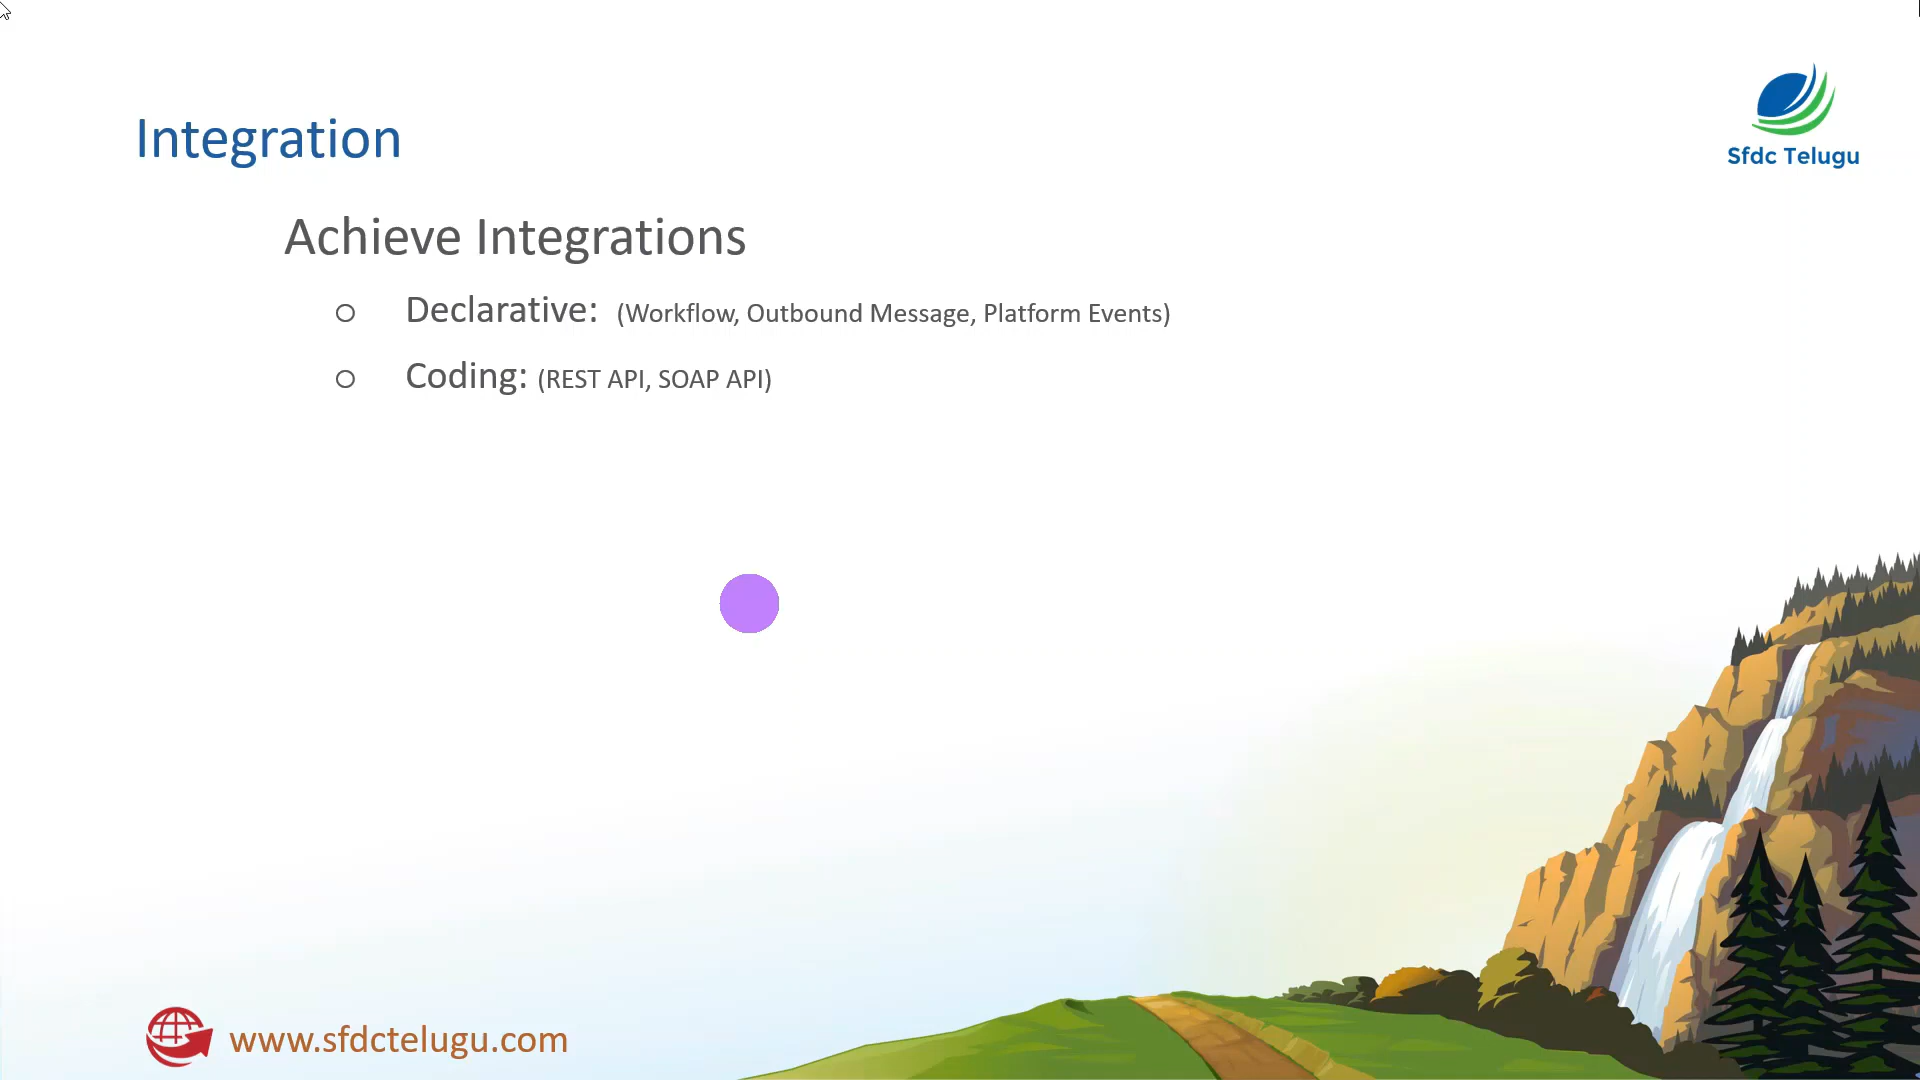 Integration
Sfdc Telugu
Achieve Integrations
Declarative: (Workflow, Outbound Message, Platform Events)
Coding: (REST API, SOAP API)
www.sfdctelugu.com